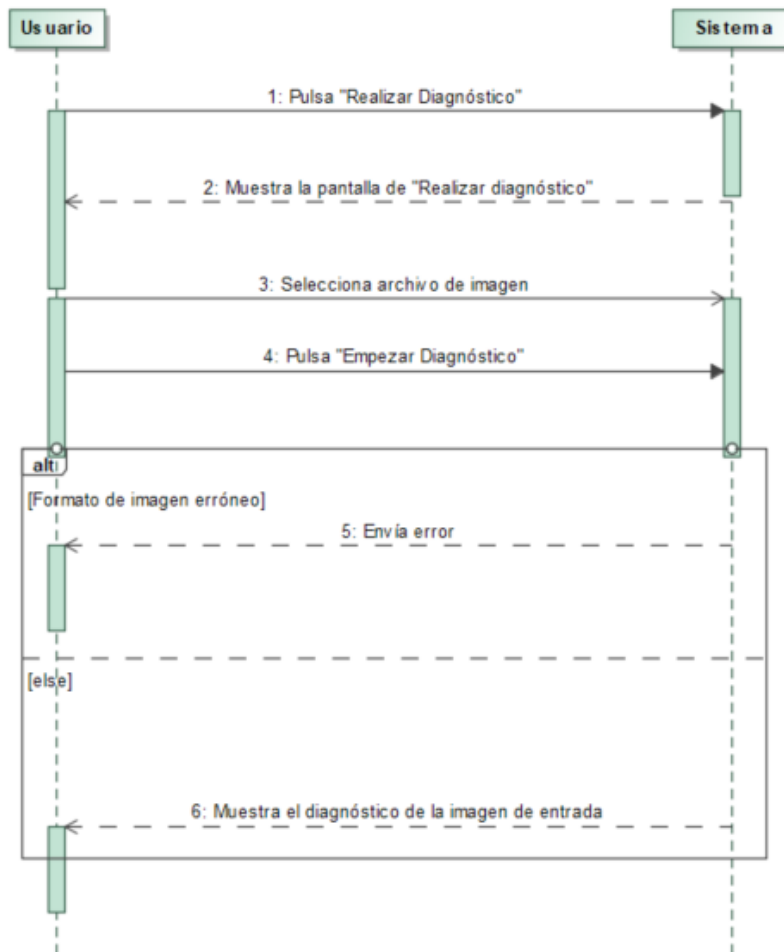 Usuario
Sistema
1: Pulsa "Realizar Diagnóstico"
2: Muestra la pantalla de "Realizar diagnóstico"
3: Selecciona archivo de imagen
4: Pulsa "Empezar Diagnóstico"
alt
[Formato de imagen erróneo]
5: Envía error
[else]
6: Muestra el diagnóstico de la imagen de entrada